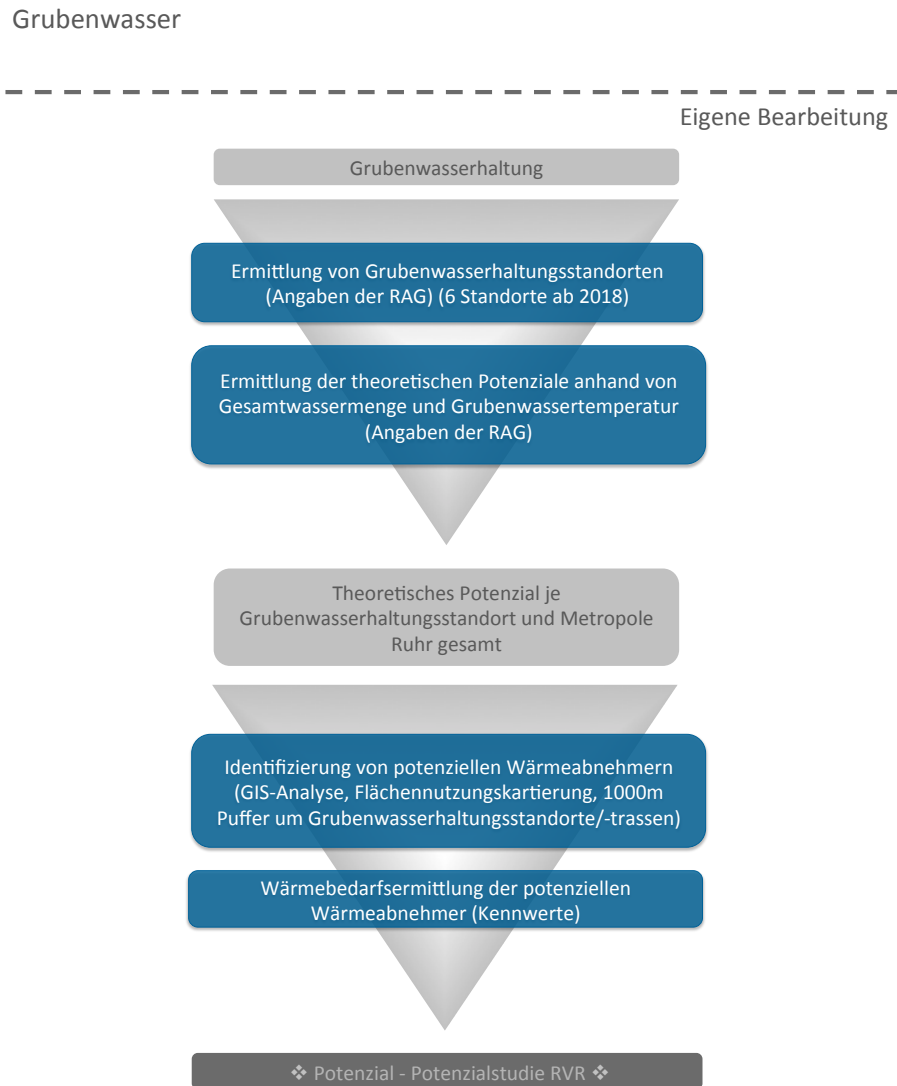 Grubenwasser
Eigene Bearbeitung
Grubenwasserhaltung
Ermittlung von Grubenwasserhaltungsstandorten
(Angaben der RAG) (6 Standorte ab 2018)
Ermittlung der theoretischen Potenziale anhand von
Gesamtwassermenge und Grubenwassertemperatur
(Angaben der RAG)
Theoretisches Potenzial je
Grubenwasserhaltungsstandort und Metropole
Ruhr gesamt
Identifizierung von potenziellen Wärmeabnehmern
(GIS-Analyse, Flächennutzungskartierung, 1000m
Puffer um Grubenwasserhaltungsstandorte/-trassen)
Wärmebedarfsermittlung der potenziellen
Wärmeabnehmer (Kennwerte)
❖ Potenzial - Potenzialstudie RVR ❖